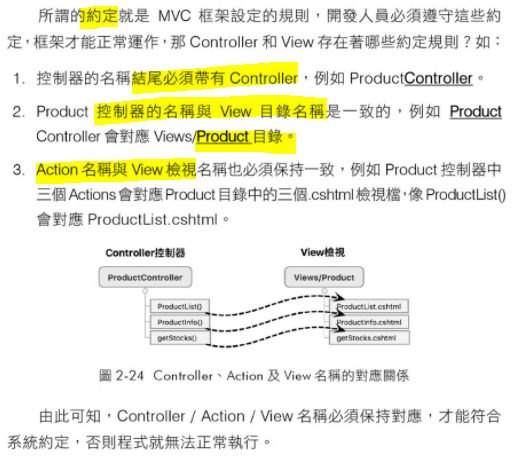 所謂的約定就是 MVC 框架設定的規則，開發人員必須遵守這些約
定，框架才能正常運作，那 Controller 和 View 存在著哪些約定規則？如：
1. 控制器的名稱結尾必須帶有 Controller，例如 ProductController。
2. Product 控制器的名稱與 View 目錄名稱是一致的，例如 Product
Controller 會對應 Views/Product 目錄。
3. Action 名稱與 View 檢視名稱也必須保持一致，例如 Product 控制器中
三個 Actions 會對應 Product 目錄中的三個.cshtml 檢視檔，像 ProductList()
會對應 ProductList.cshtml。
Controller控制器
View檢視
ProductController
Views/Product
ProductList()
ProductList.cshtml
ProductInfo()
ProductInfo.cshtml
getStocks()
getStocks.cshtml
圖 2-24 Controller、Action 及 View 名稱的對應關係
由此可知，Controller / Action / View 名稱必須保持對應，才能符合
系統約定，否則程式就無法正常執行。